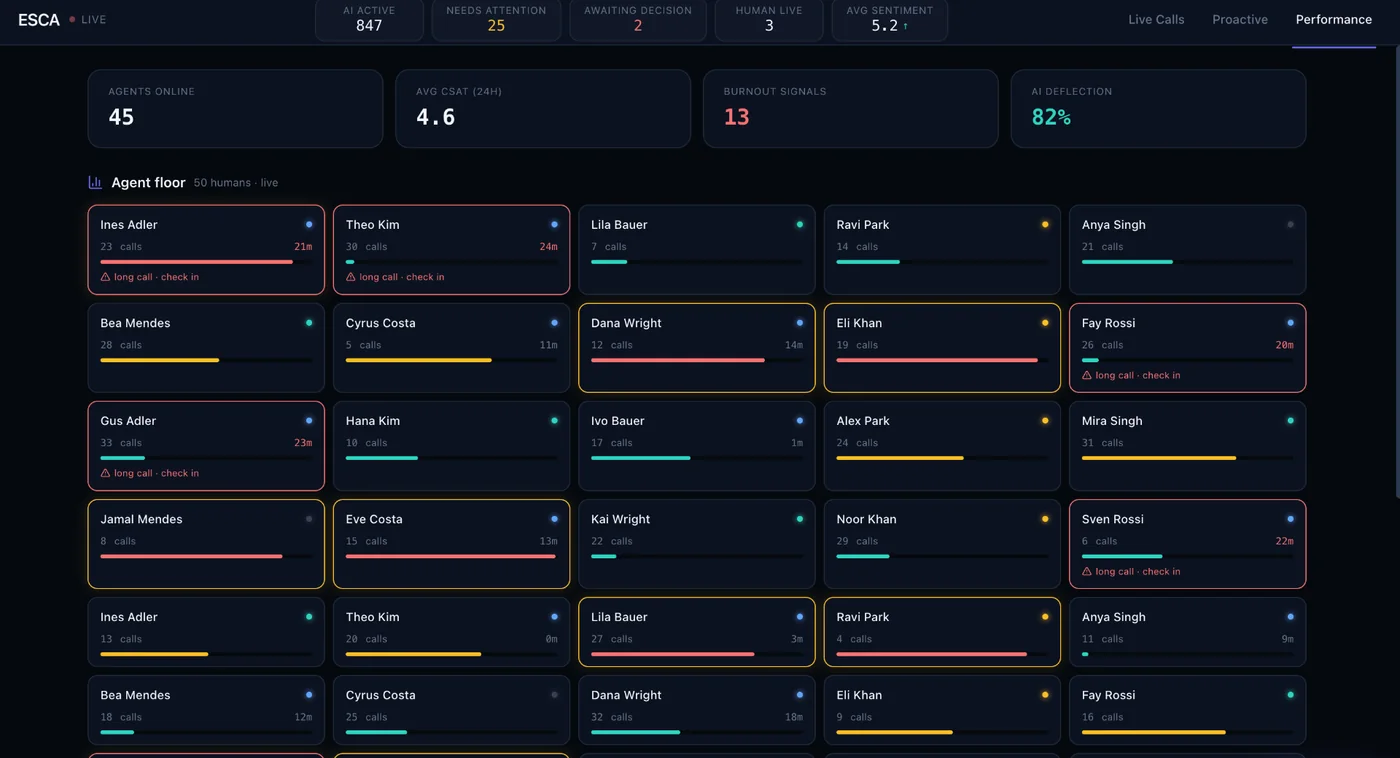 ESCA LIVE
AI ACTIVE
847
NEEDS ATTENTION
25
AWAITING DECISION
2
HUMAN LIVE
3
AVG SENTIMENT
5.2 ↑
Live Calls Proactive Performance
AGENTS ONLINE
45
AVG CSAT (24H)
4.6
BURNOUT SIGNALS
13
AI DEFLECTION
82%
Agent floor 50 humans · live
Ines Adler
23 calls 21m
long call · check in
Theo Kim
30 calls 24m
long call · check in
Lila Bauer
7 calls
Ravi Park
14 calls
Anya Singh
21 calls
Bea Mendes
28 calls
Cyrus Costa
5 calls 11m
Dana Wright
12 calls 14m
Eli Khan
19 calls
Fay Rossi
26 calls 20m
long call · check in
Gus Adler
33 calls 23m
long call · check in
Hana Kim
10 calls
Ivo Bauer
17 calls 1m
Alex Park
24 calls
Mira Singh
31 calls
Jamal Mendes
8 calls
Eve Costa
15 calls 13m
Kai Wright
22 calls
Noor Khan
29 calls
Sven Rossi
6 calls 22m
long call · check in
Ines Adler
13 calls
Theo Kim
20 calls 0m
Lila Bauer
27 calls 3m
Ravi Park
4 calls
Anya Singh
11 calls 9m
Bea Mendes
18 calls 12m
Cyrus Costa
25 calls
Dana Wright
32 calls 18m
Eli Khan
9 calls
Fay Rossi
16 calls